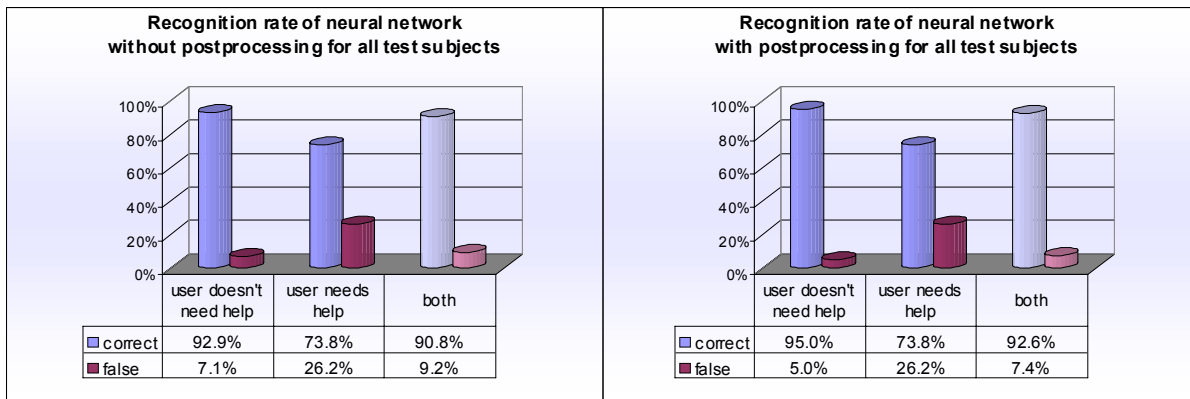 Recognition rate of neural network
without postprocessing for all test subjects
100%
80%
60%
40%
20%
0%
user doesn't need help user needs help both
correct 92.9% 73.8% 90.8%
false 7.1% 26.2% 9.2%
Recognition rate of neural network
with postprocessing for all test subjects
100%
80%
60%
40%
20%
0%
user doesn't need help user needs help both
correct 95.0% 73.8% 92.6%
false 5.0% 26.2% 7.4%